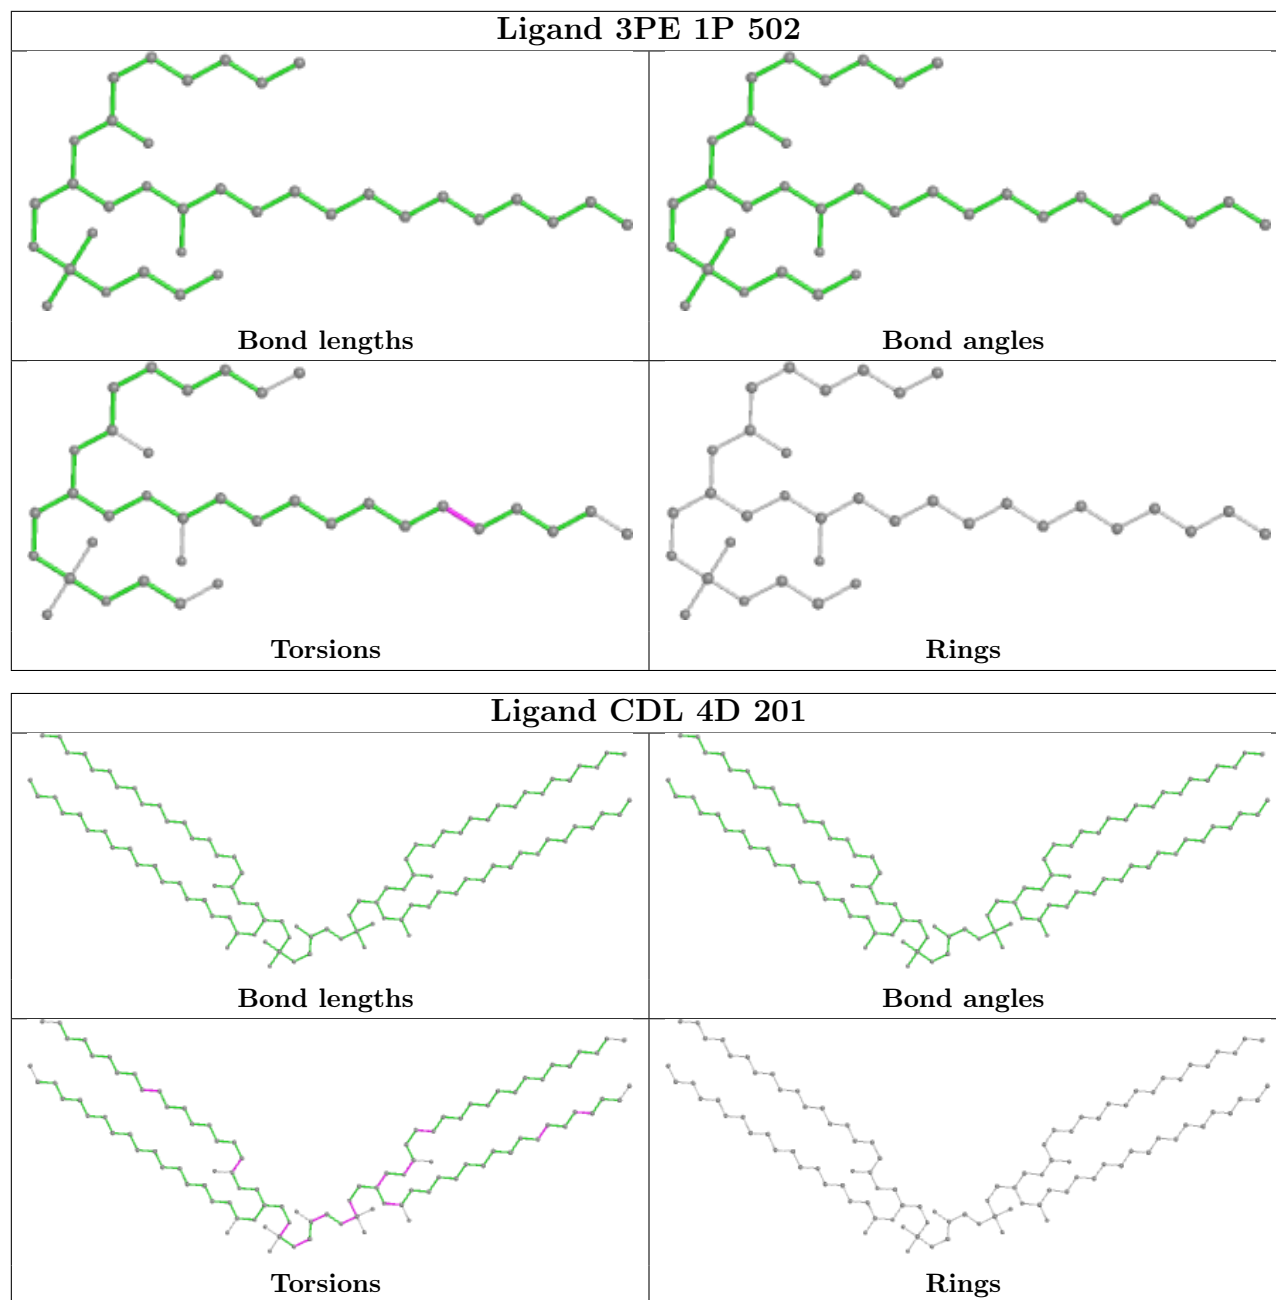 Ligand 3PE 1P 502
Bond lengths
Bond angles
Torsions
Rings
Ligand CDL 4D 201
Bond lengths
Bond angles
Torsions
Rings